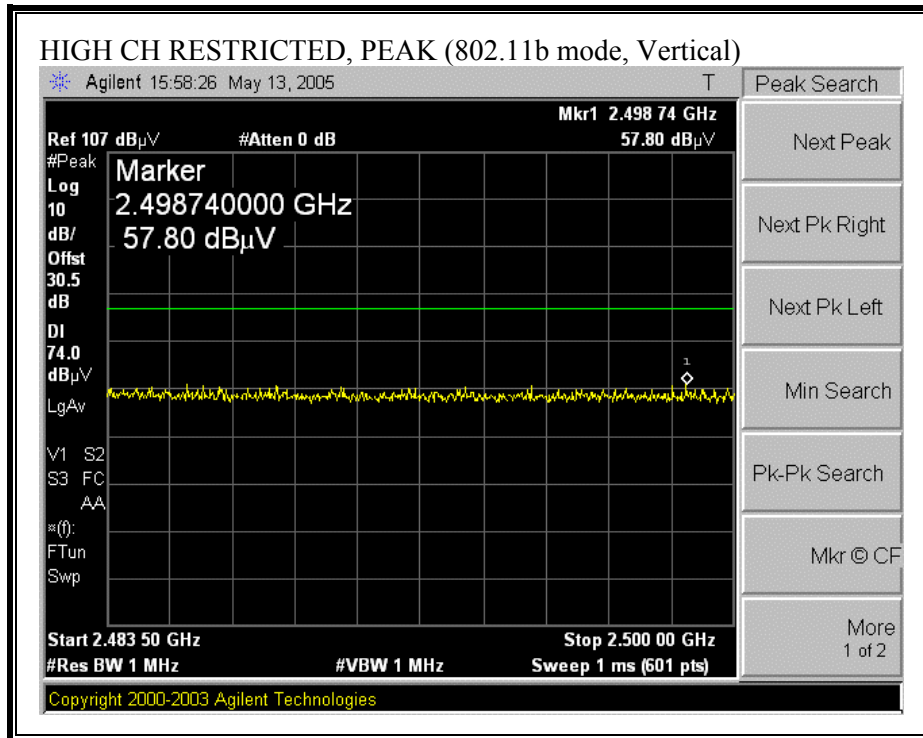 HIGH CH RESTRICTED, PEAK (802.11b mode, Vertical)
Agilent 15:58:26 May 13, 2005 T
Peak Search
Mkr1 2.498 74 GHz
Ref 107 dBµV #Atten 0 dB 57.80 dBµV
#Peak
Log
10
dB/
Offst
30.5
dB
DI
74.0
dBµV
LgAv
V1 S2
S3 FC
AA
¤(f):
FTun
Swp
Marker
2.498740000 GHz
57.80 dBµV
1
Start 2.483 50 GHz Stop 2.500 00 GHz
#Res BW 1 MHz #VBW 1 MHz Sweep 1 ms (601 pts)
Copyright 2000-2003 Agilent Technologies
Next Peak
Next Pk Right
Next Pk Left
Min Search
Pk-Pk Search
Mkr © CF
More
1 of 2